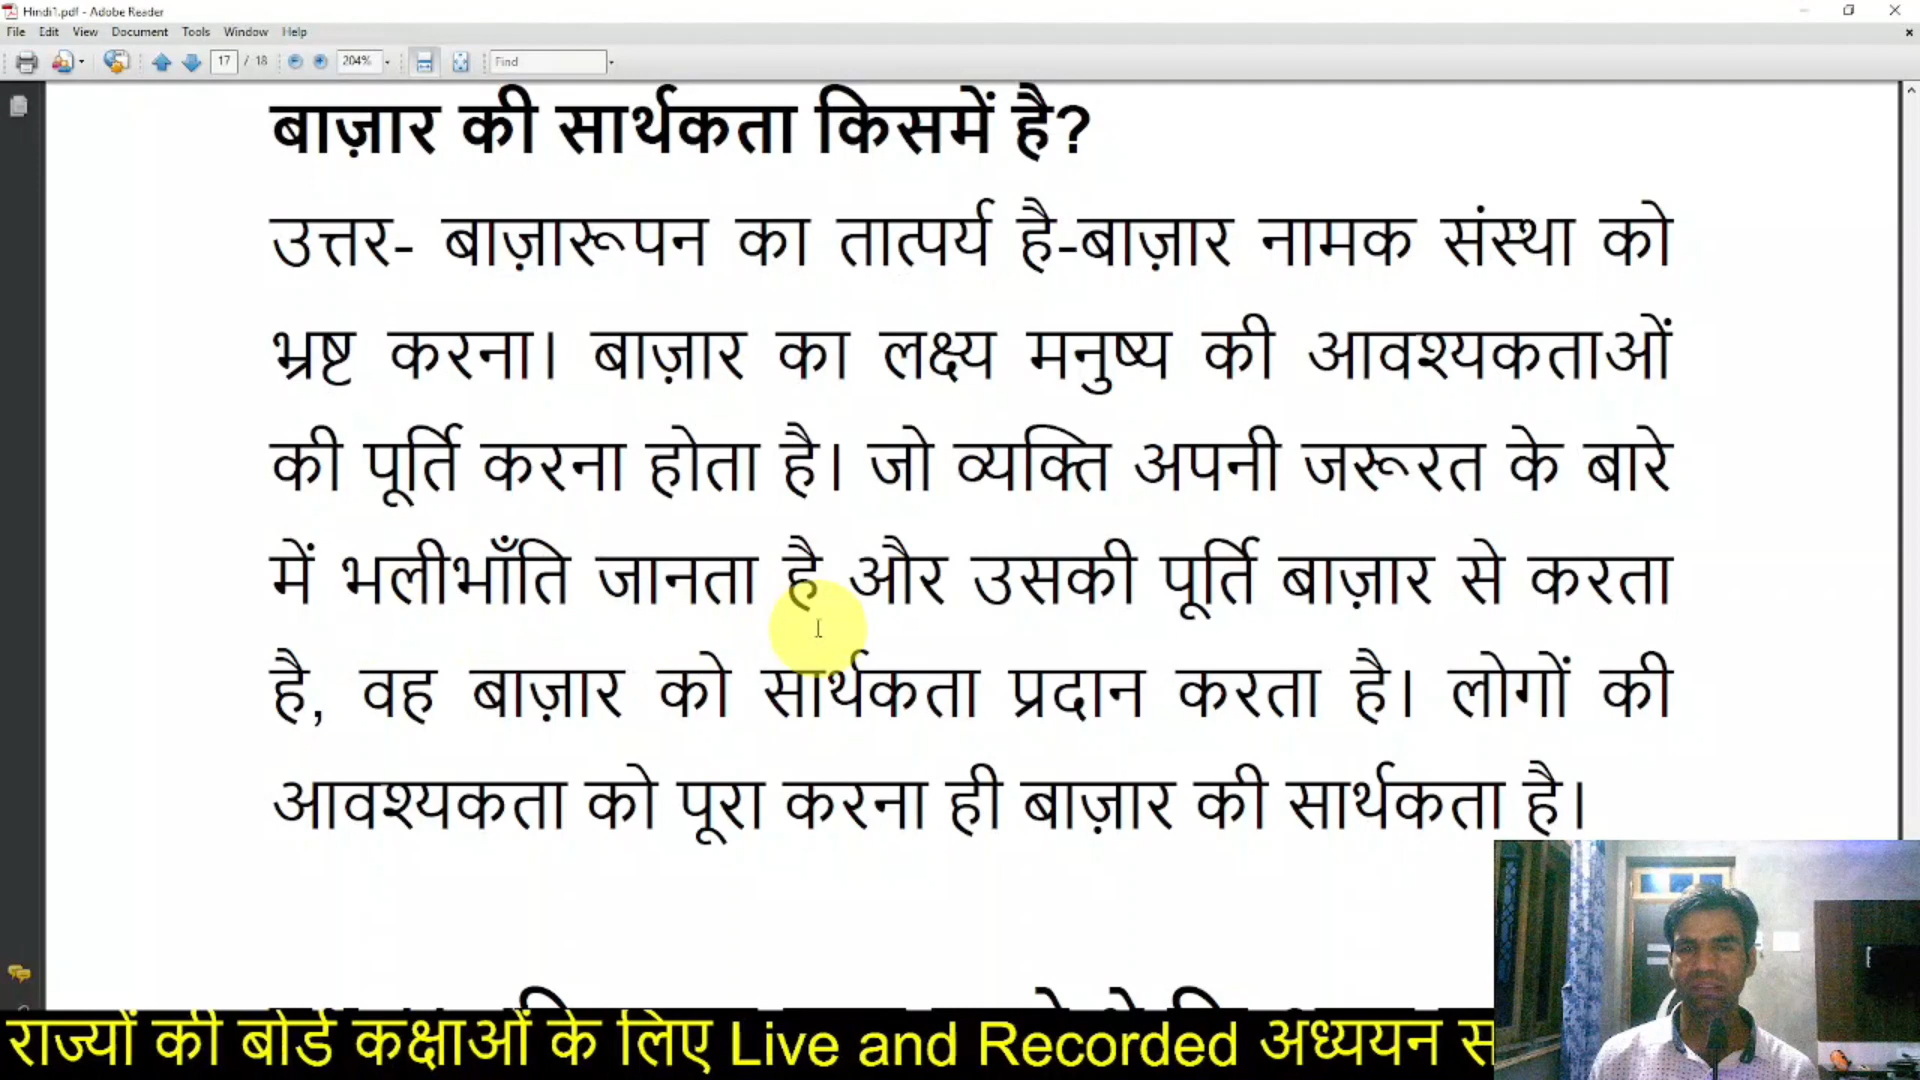 Hindi1.pdf - Adobe Reader
File Edit View Document Tools Window Help
17 / 18 204% Find
बाज़ार की सार्थकता किसमें है?
उत्तर- बाज़ारूपन का तात्पर्य है-बाज़ार नामक संस्था को
भ्रष्ट करना। बाज़ार का लक्ष्य मनुष्य की आवश्यकताओं
की पूर्ति करना होता है। जो व्यक्ति अपनी जरूरत के बारे
में भलीभाँति जानता है और उसकी पूर्ति बाज़ार से करता
है, वह बाज़ार को सार्थकता प्रदान करता है। लोगों की
आवश्यकता को पूरा करना ही बाज़ार की सार्थकता है।
राज्यों की बोर्ड कक्षाओं के लिए Live and Recorded अध्ययन